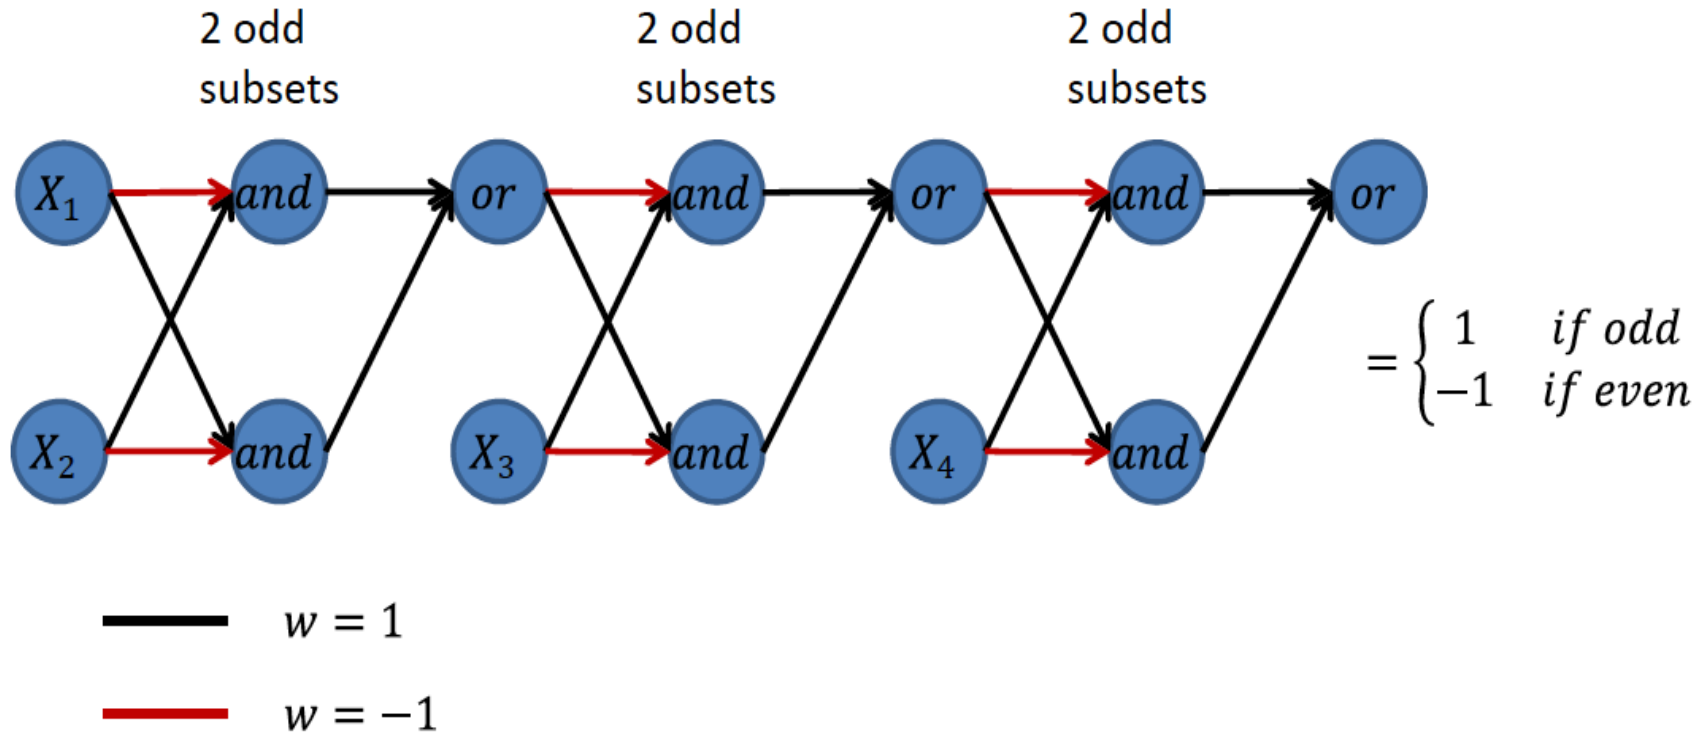 2 odd
subsets
2 odd
subsets
2 odd
subsets
X₁ and or and or and or
= { 1 if odd
−1 if even
X₂ and X₃ and X₄ and
w = 1
w = −1